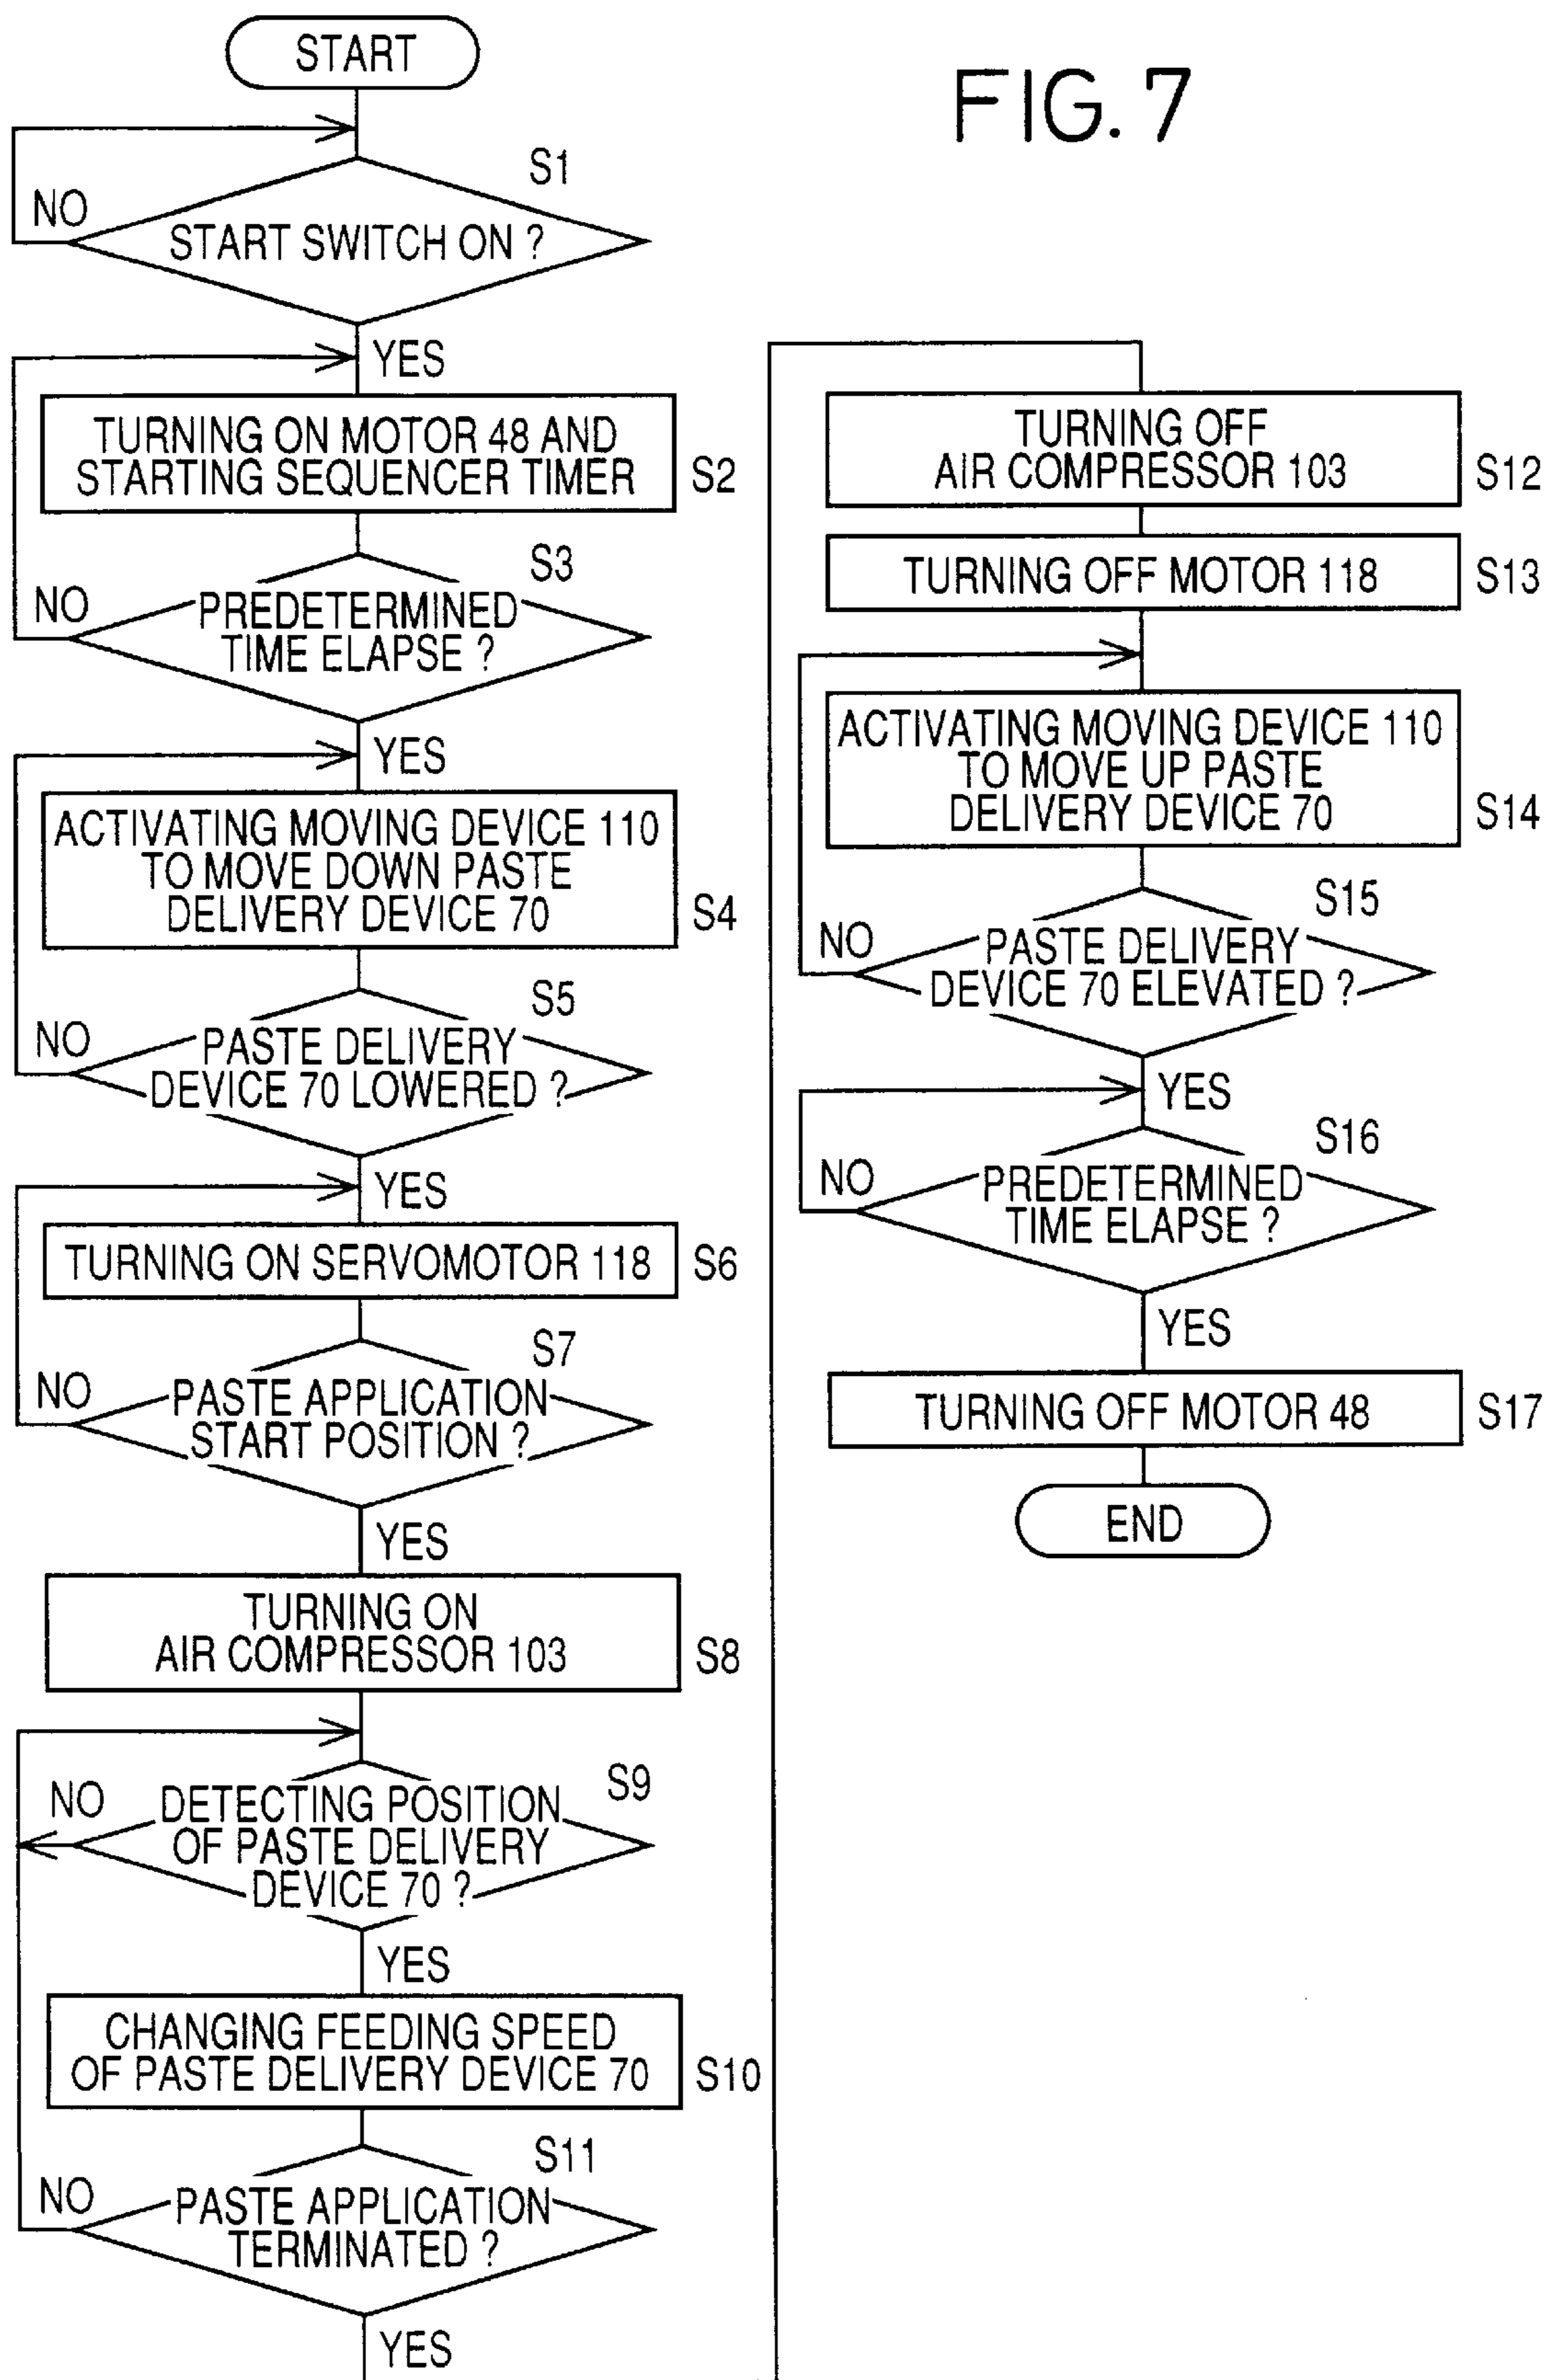 FIG. 7
START
S1
NO
START SWITCH ON ?
YES
TURNING ON MOTOR 48 AND
STARTING SEQUENCER TIMER
S2
S3
NO
PREDETERMINED
TIME ELAPSE ?
YES
ACTIVATING MOVING DEVICE 110
TO MOVE DOWN PASTE
DELIVERY DEVICE 70
S4
S5
NO
PASTE DELIVERY
DEVICE 70 LOWERED ?
YES
TURNING ON SERVOMOTOR 118
S6
S7
NO
PASTE APPLICATION
START POSITION ?
YES
TURNING ON
AIR COMPRESSOR 103
S8
S9
NO
DETECTING POSITION
OF PASTE DELIVERY
DEVICE 70 ?
YES
CHANGING FEEDING SPEED
OF PASTE DELIVERY DEVICE 70
S10
S11
NO
PASTE APPLICATION
TERMINATED ?
YES
TURNING OFF
AIR COMPRESSOR 103
S12
TURNING OFF MOTOR 118
S13
ACTIVATING MOVING DEVICE 110
TO MOVE UP PASTE
DELIVERY DEVICE 70
S14
S15
NO
PASTE DELIVERY
DEVICE 70 ELEVATED ?
YES
S16
NO
PREDETERMINED
TIME ELAPSE ?
YES
TURNING OFF MOTOR 48
S17
END